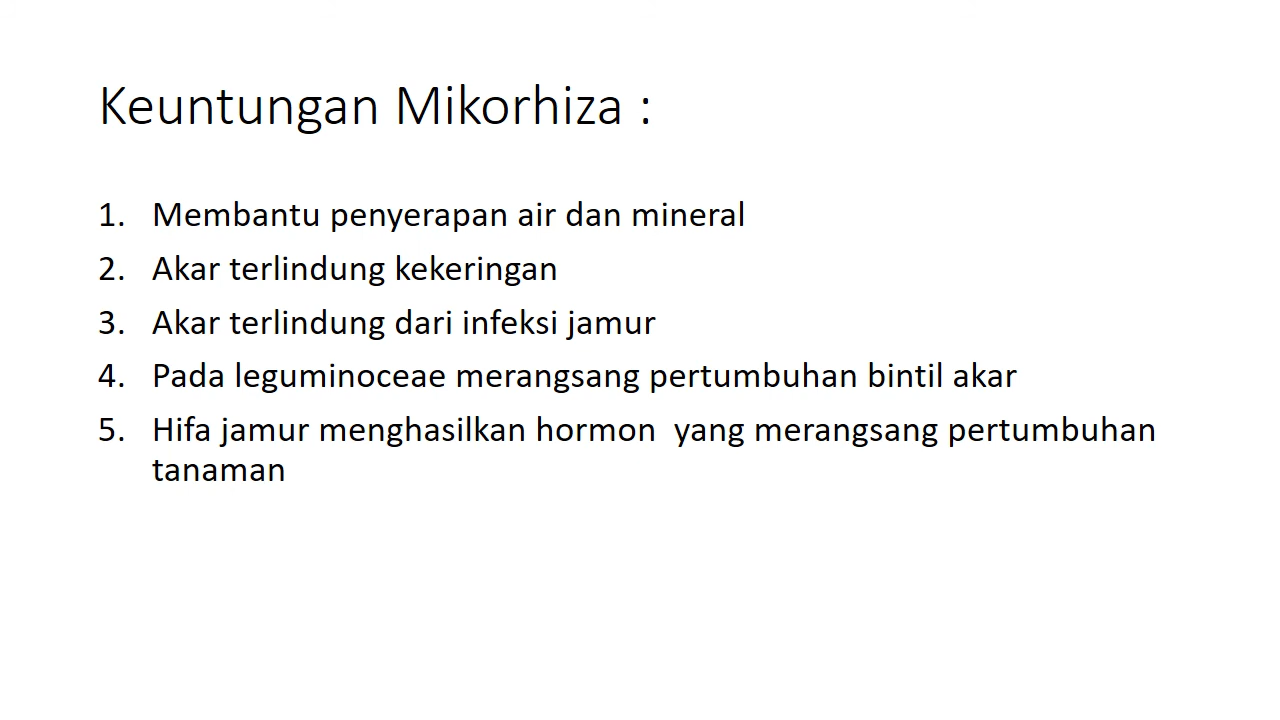 Keuntungan Mikorhiza :
1. Membantu penyerapan air dan mineral
2. Akar terlindung kekeringan
3. Akar terlindung dari infeksi jamur
4. Pada leguminoceae merangsang pertumbuhan bintil akar
5. Hifa jamur menghasilkan hormon  yang merangsang pertumbuhan
tanaman